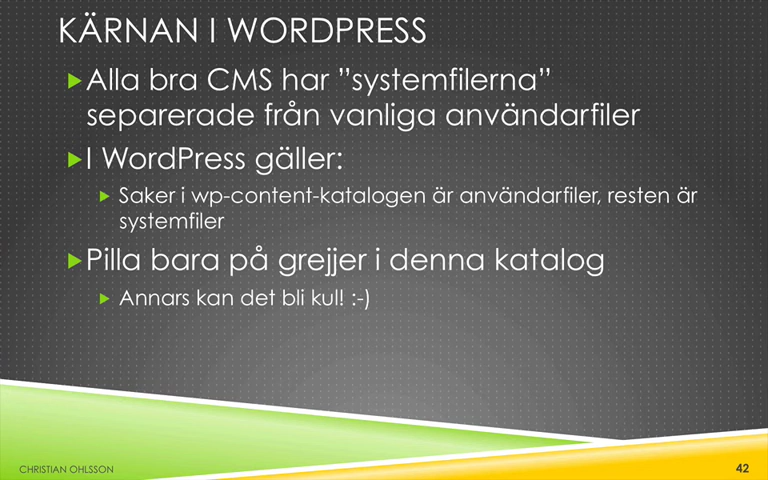 KÄRNAN I WORDPRESS
Alla bra CMS har ”systemfilerna”
separerade från vanliga användarfiler
I WordPress gäller:
Saker i wp-content-katalogen är användarfiler, resten är
systemfiler
Pilla bara på grejjer i denna katalog
Annars kan det bli kul! :-)
CHRISTIAN OHLSSON
42